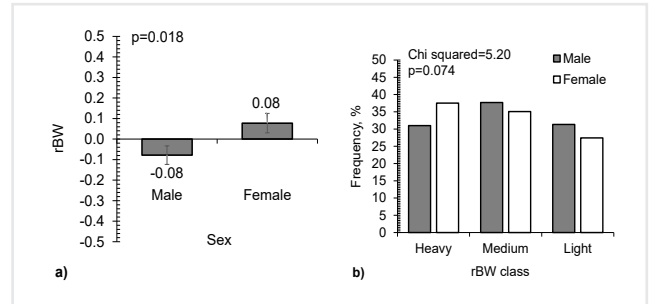 p=0.018
0.5
0.4
0.3
0.2
0.1
0.0
-0.1
-0.2
-0.3
-0.4
-0.5
rBW
0.08
-0.08
Male Female
Sex
a)
Chi squared=5.20
p=0.074
Male
Female
50
45
40
35
30
25
20
15
10
5
0
Frequency, %
Heavy Medium Light
rBW class
b)